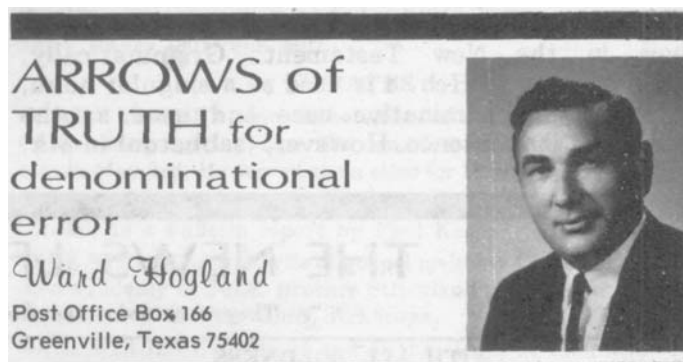 ARROWS of
TRUTH for
denominational
error
Ward Hogland
Post Office Box 166
Greenville, Texas 75402